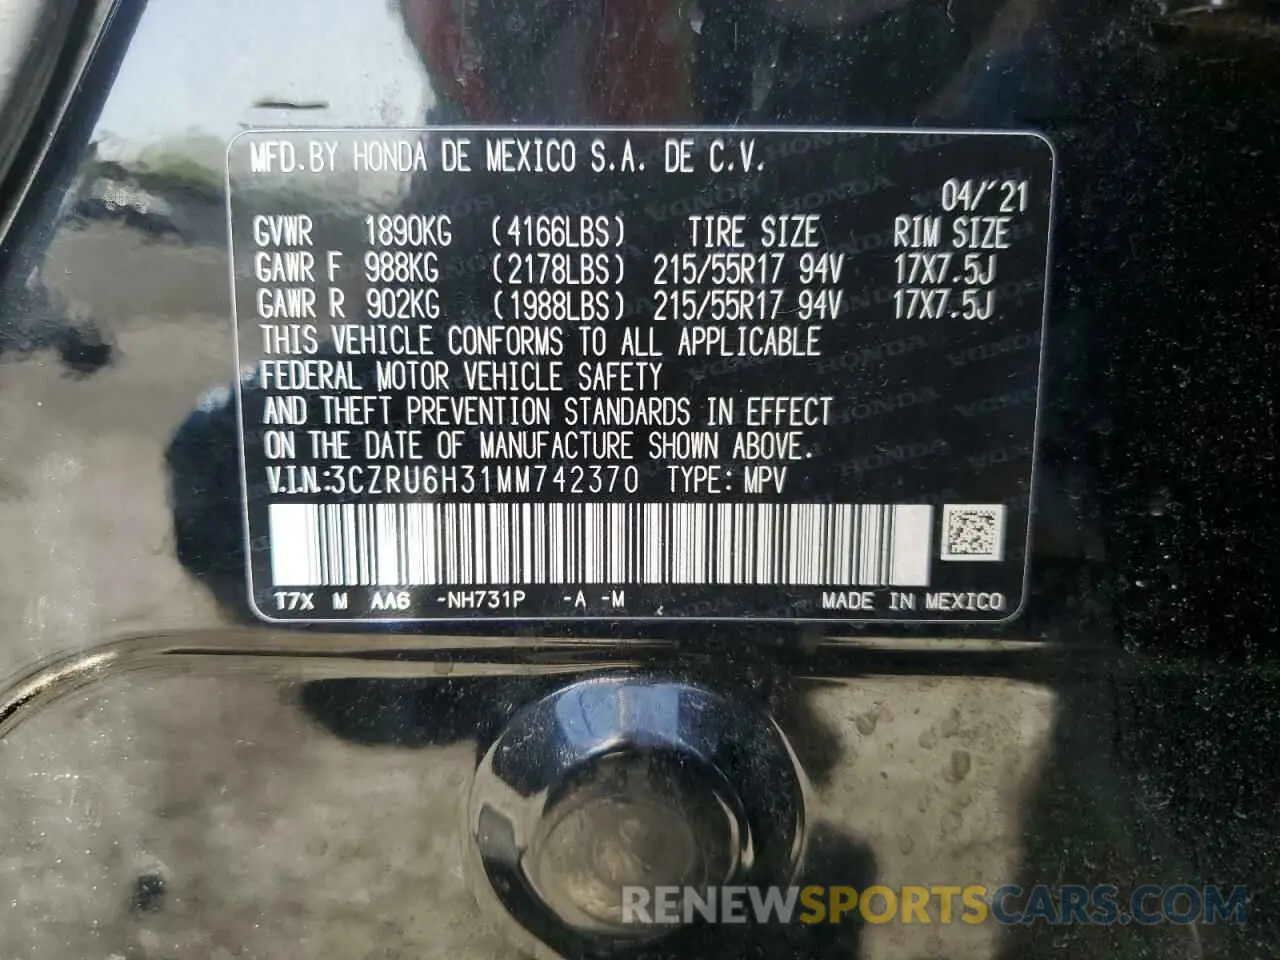 MFD.BY HONDA DE MEXICO S.A. DE C.V.
04/'21
GVWR 1890KG (4166LBS) TIRE SIZE RIM SIZE
GAWR F 988KG (2178LBS) 215/55R17 94V 17X7.5J
GAWR R 902KG (1988LBS) 215/55R17 94V 17X7.5J
THIS VEHICLE CONFORMS TO ALL APPLICABLE
FEDERAL MOTOR VEHICLE SAFETY
AND THEFT PREVENTION STANDARDS IN EFFECT
ON THE DATE OF MANUFACTURE SHOWN ABOVE.
V.I.N.:3CZRU6H31MM742370 TYPE: MPV
T7X M AA6 -NH731P -A -M MADE IN MEXICO
RENEWSPORTSCARS.COM